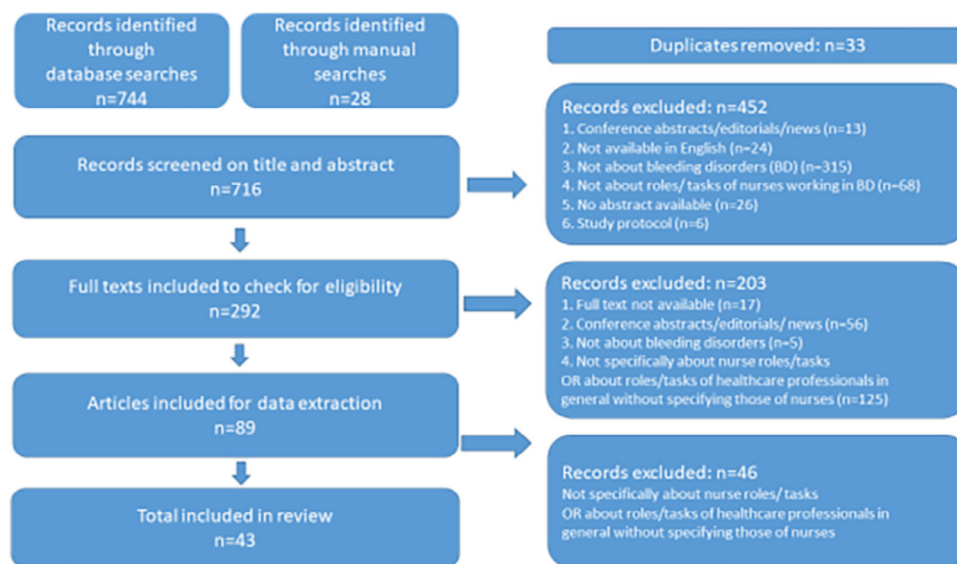 Records identified
through
database searches
n=744
Records identified
through manual
searches
n=28
Duplicates removed: n=33
Records screened on title and abstract
n=716
Records excluded: n=452
1. Conference abstracts/editorials/news (n=13)
2. Not available in English (n=24)
3. Not about bleeding disorders (BD) (n=315)
4. Not about roles/ tasks of nurses working in BD (n=68)
5. No abstract available (n=26)
6. Study protocol (n=6)
Full texts included to check for eligibility
n=292
Records excluded: n=203
1. Full text not available (n=17)
2. Conference abstracts/editorials/ news (n=56)
3. Not about bleeding disorders (n=5)
4. Not specifically about nurse roles/tasks
OR about roles/tasks of healthcare professionals in
general without specifying those of nurses (n=125)
Articles included for data extraction
n=89
Records excluded: n=46
Not specifically about nurse roles/ tasks
OR about roles/tasks of healthcare professionals in
general without specifying those of nurses
Total included in review
n=43